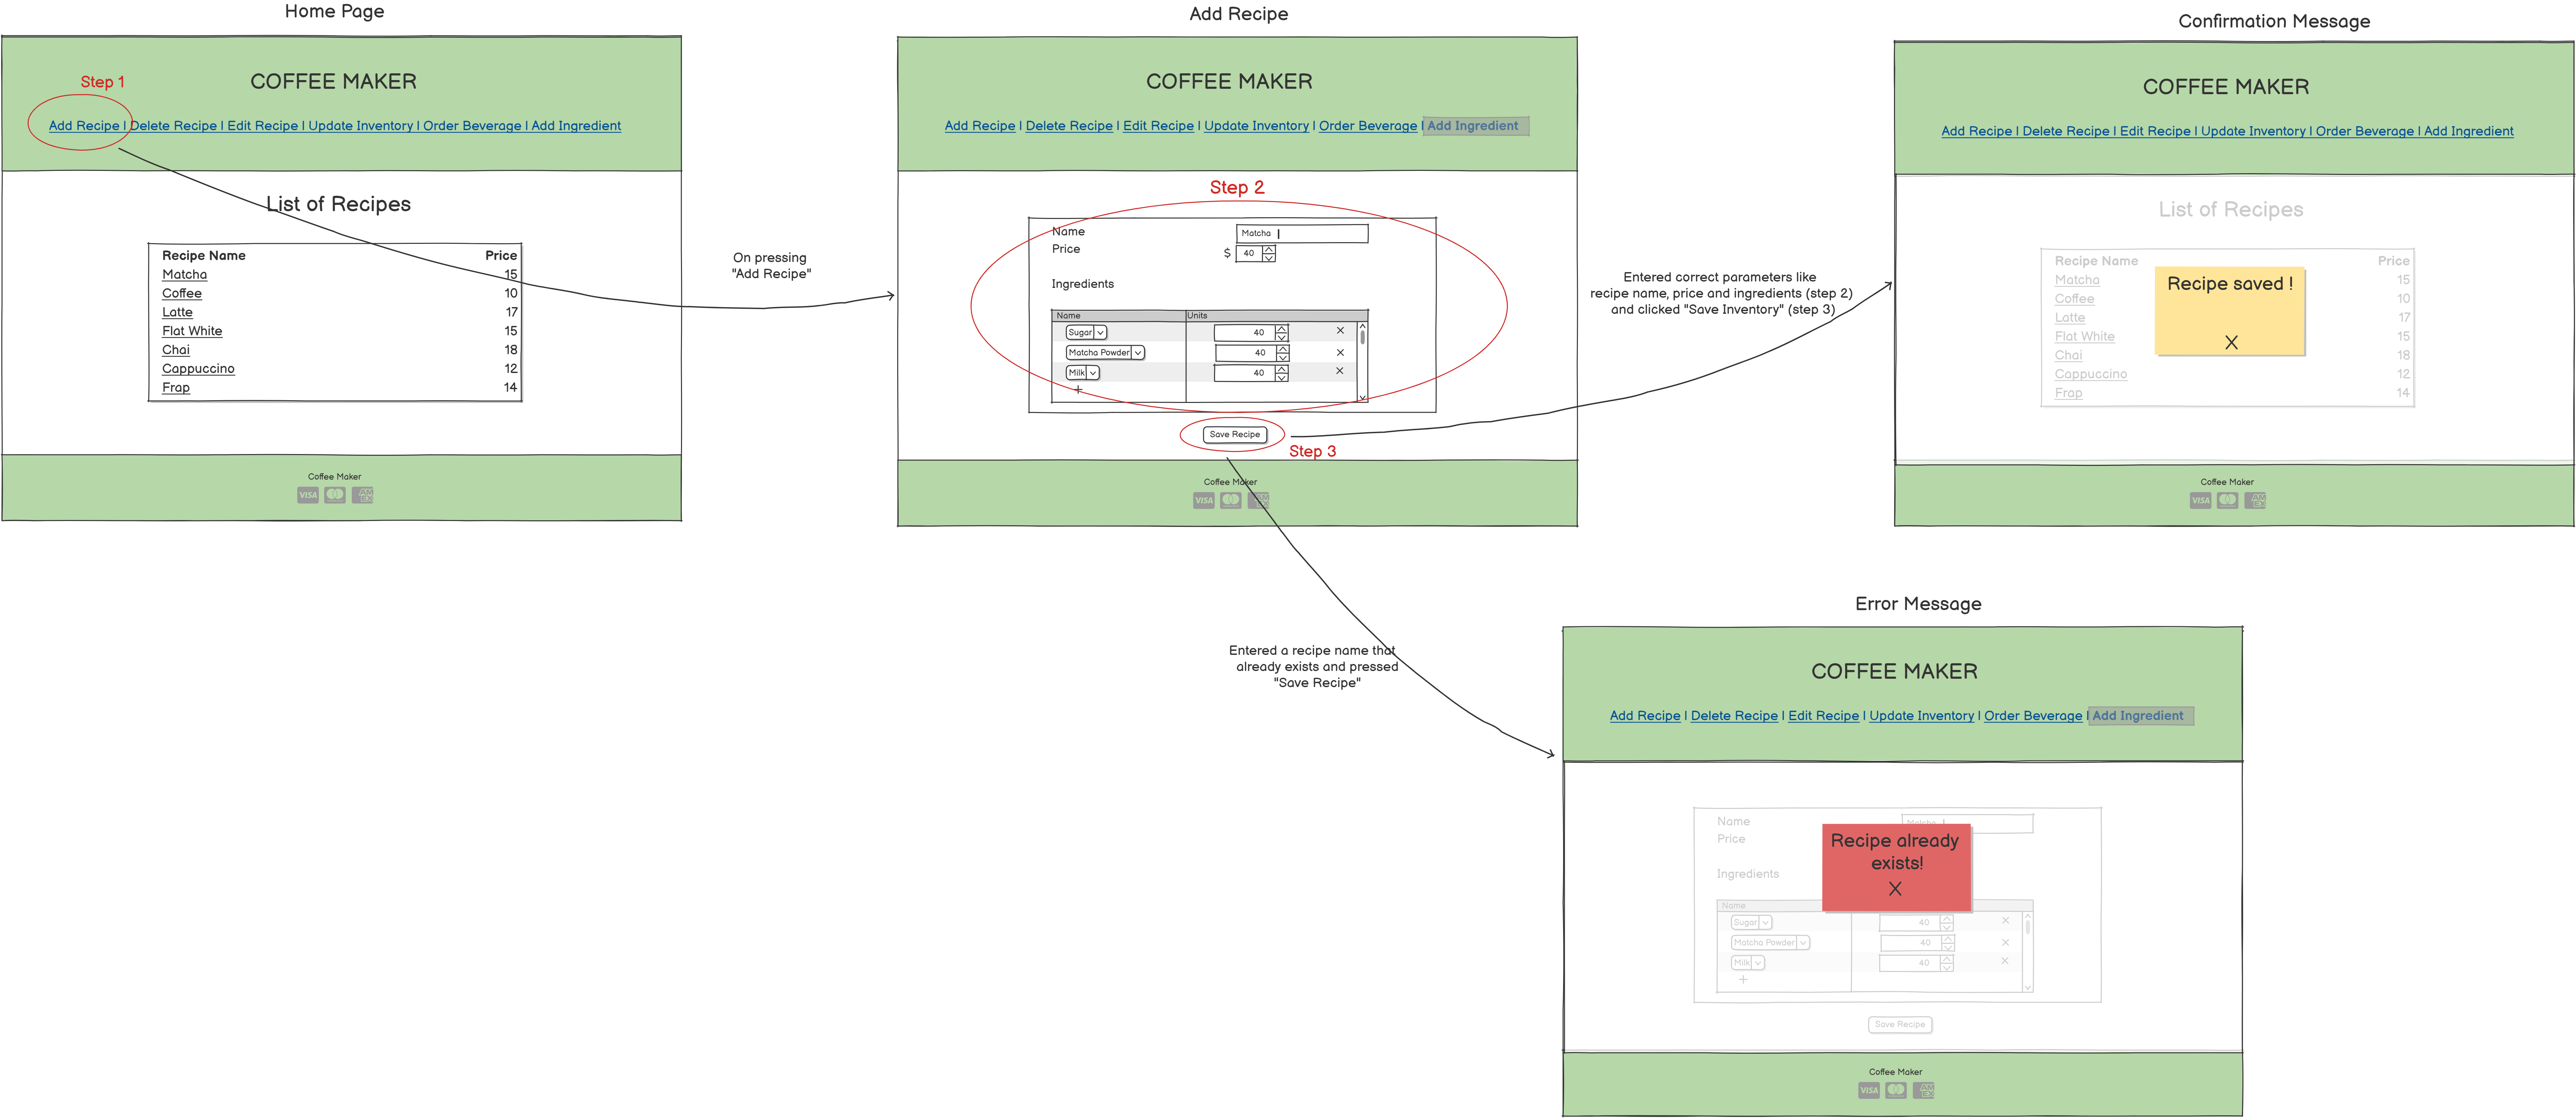 Home Page
Step 1
COFFEE MAKER
Add Recipe | Delete Recipe | Edit Recipe | Update Inventory | Order Beverage | Add Ingredient
List of Recipes
Recipe Name Price
Matcha 15
Coffee 10
Latte 17
Flat White 15
Chai 18
Cappuccino 12
Frap 14
Coffee Maker
VISA AM EX
On pressing
"Add Recipe"
Add Recipe
COFFEE MAKER
Add Recipe | Delete Recipe | Edit Recipe | Update Inventory | Order Beverage | Add Ingredient
Step 2
Name Matcha
Price $ 40
Ingredients
Name Units
Sugar 40
Matcha Powder 40
Milk 40
+
Save Recipe
Step 3
Coffee Maker
VISA AM EX
Entered correct parameters like
recipe name, price and ingredients (step 2)
and clicked "Save Inventory" (step 3)
Confirmation Message
COFFEE MAKER
Add Recipe | Delete Recipe | Edit Recipe | Update Inventory | Order Beverage | Add Ingredient
List of Recipes
Recipe Name Price
Matcha 15
Coffee 10
Latte 17
Flat White 15
Chai 18
Cappuccino 12
Frap 14
Recipe saved !
X
Coffee Maker
VISA AM EX
Entered a recipe name that
already exists and pressed
"Save Recipe"
Error Message
COFFEE MAKER
Add Recipe | Delete Recipe | Edit Recipe | Update Inventory | Order Beverage | Add Ingredient
Name Matcha
Price
Ingredients
Recipe already
exists!
X
Name
Sugar 40
Matcha Powder 40
Milk 40
+
Save Recipe
Coffee Maker
VISA AM EX